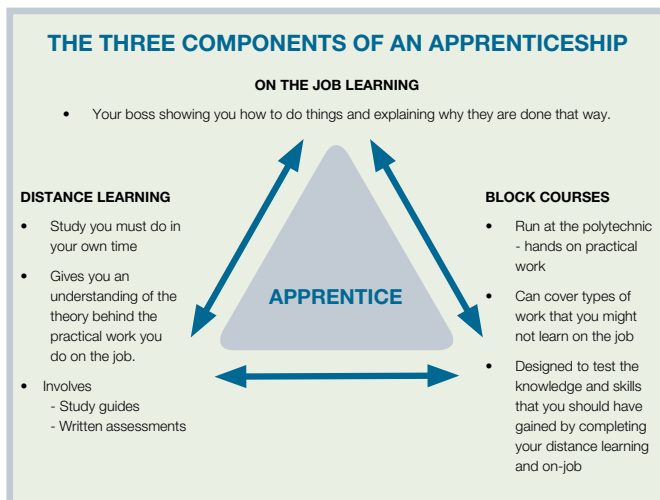 THE THREE COMPONENTS OF AN APPRENTICESHIP
ON THE JOB LEARNING
• Your boss showing you how to do things and explaining why they are done that way.
DISTANCE LEARNING
• Study you must do in
your own time
• Gives you an
understanding of the
theory behind the
practical work you
do on the job.
• Involves
- Study guides
- Written assessments
APPRENTICE
BLOCK COURSES
• Run at the polytechnic
- hands on practical
work
• Can cover types of
work that you might
not learn on the job
• Designed to test the
knowledge and skills
that you should have
gained by completing
your distance learning
and on-job